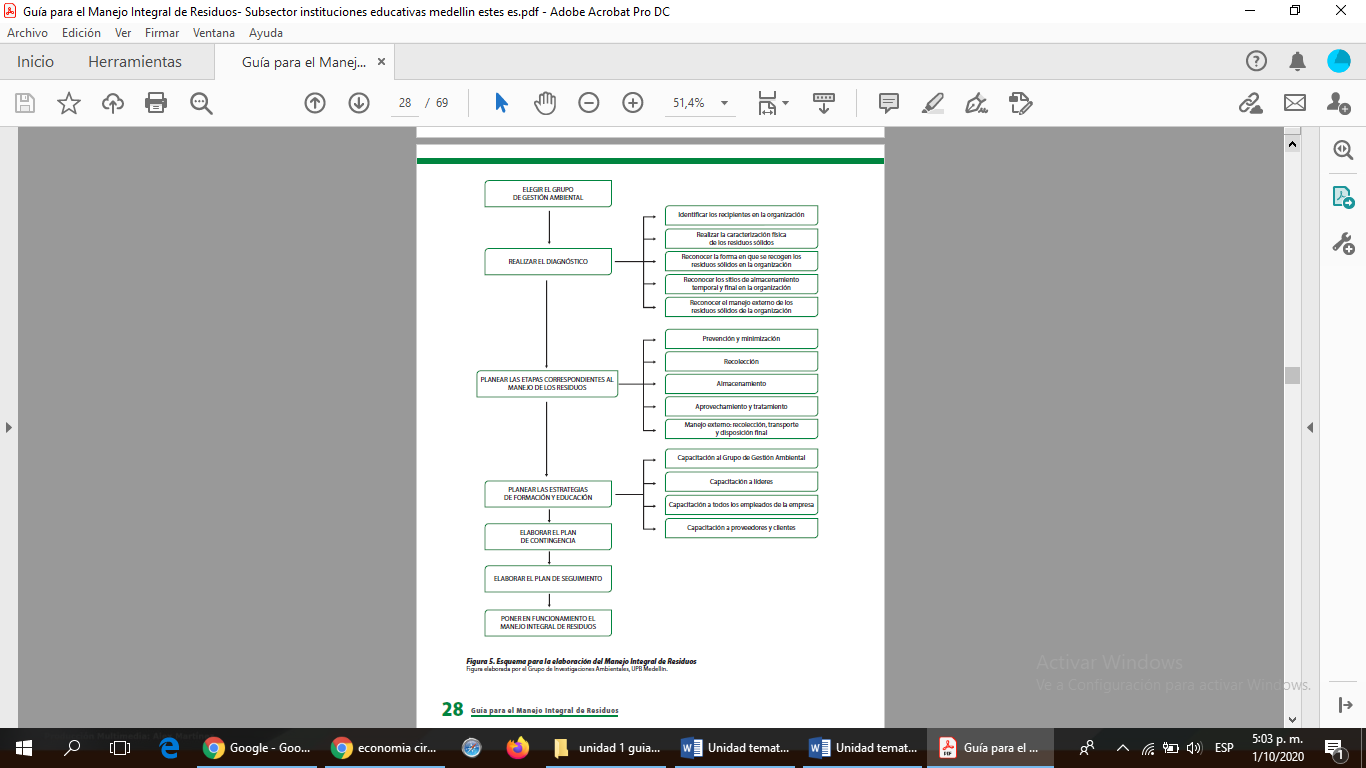 Guía para el Manejo Integral de Residuos- Subsector instituciones educativas medellin estes es.pdf - Adobe Acrobat Pro DC
Archivo Edición Ver Firmar Ventana Ayuda
Inicio Herramientas Guía para el Manej... ×
28 / 69 51,4%
ELEGIR EL GRUPO
DE GESTIÓN AMBIENTAL
REALIZAR EL DIAGNÓSTICO
Identificar los recipientes en la organización
Realizar la caracterización física
de los residuos sólidos
Reconocer la forma en que se recogen los
residuos sólidos en la organización
Reconocer los sitios de almacenamiento
temporal y final en la organización
Reconocer el manejo externo de los
residuos sólidos de la organización
PLANEAR LAS ETAPAS CORRESPONDIENTES AL
MANEJO DE LOS RESIDUOS
Prevención y minimización
Recolección
Almacenamiento
Aprovechamiento y tratamiento
Manejo externo: recolección, transporte
y disposición final
PLANEAR LAS ESTRATEGIAS
DE FORMACIÓN Y EDUCACIÓN
Capacitación al Grupo de Gestión Ambiental
Capacitación a líderes
Capacitación a todos los empleados de la empresa
Capacitación a proveedores y clientes
ELABORAR EL PLAN
DE CONTINGENCIA
ELABORAR EL PLAN DE SEGUIMIENTO
PONER EN FUNCIONAMIENTO EL
MANEJO INTEGRAL DE RESIDUOS
Figura 5. Esquema para la elaboración del Manejo Integral de Residuos
Figura elaborada por el Grupo de Investigaciones Ambientales, UPB Medellín.
28 Guía para el Manejo Integral de Residuos
Activar Windows
Ve a Configuración para activar Windows.
Google - Goo... economia cir... unidad 1 guia... Unidad temat... Unidad temat... Guía para el ... ESP
5:03 p. m.
1/10/2020
1